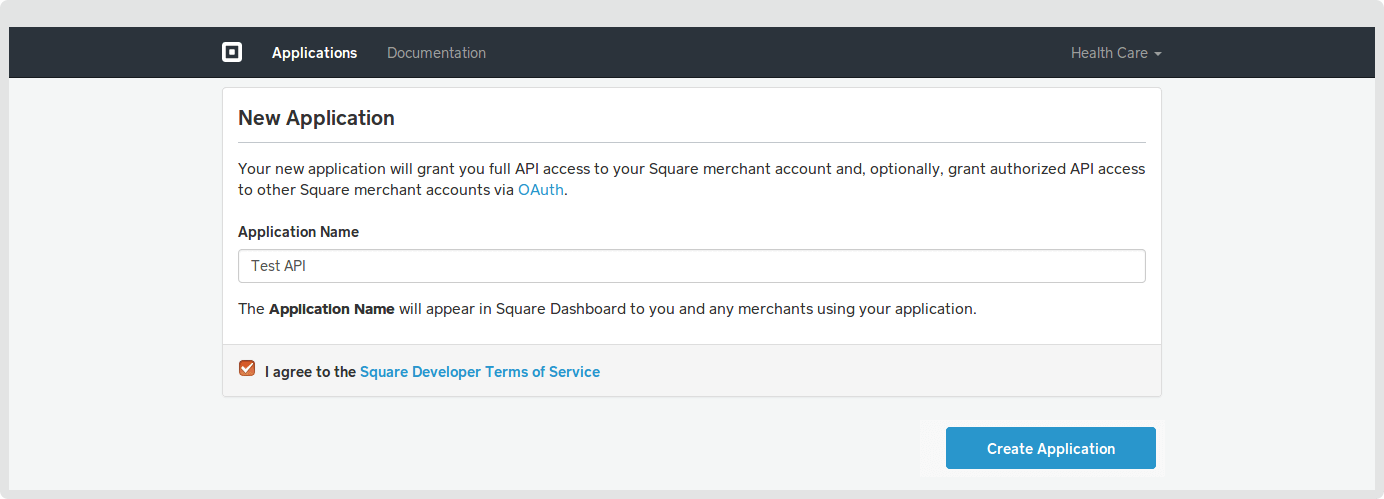 Applications Documentation Health Care
New Application
Your new application will grant you full API access to your Square merchant account and, optionally, grant authorized API access
to other Square merchant accounts via OAuth.
Application Name
Test API
The Application Name will appear in Square Dashboard to you and any merchants using your application.
I agree to the Square Developer Terms of Service
Create Application